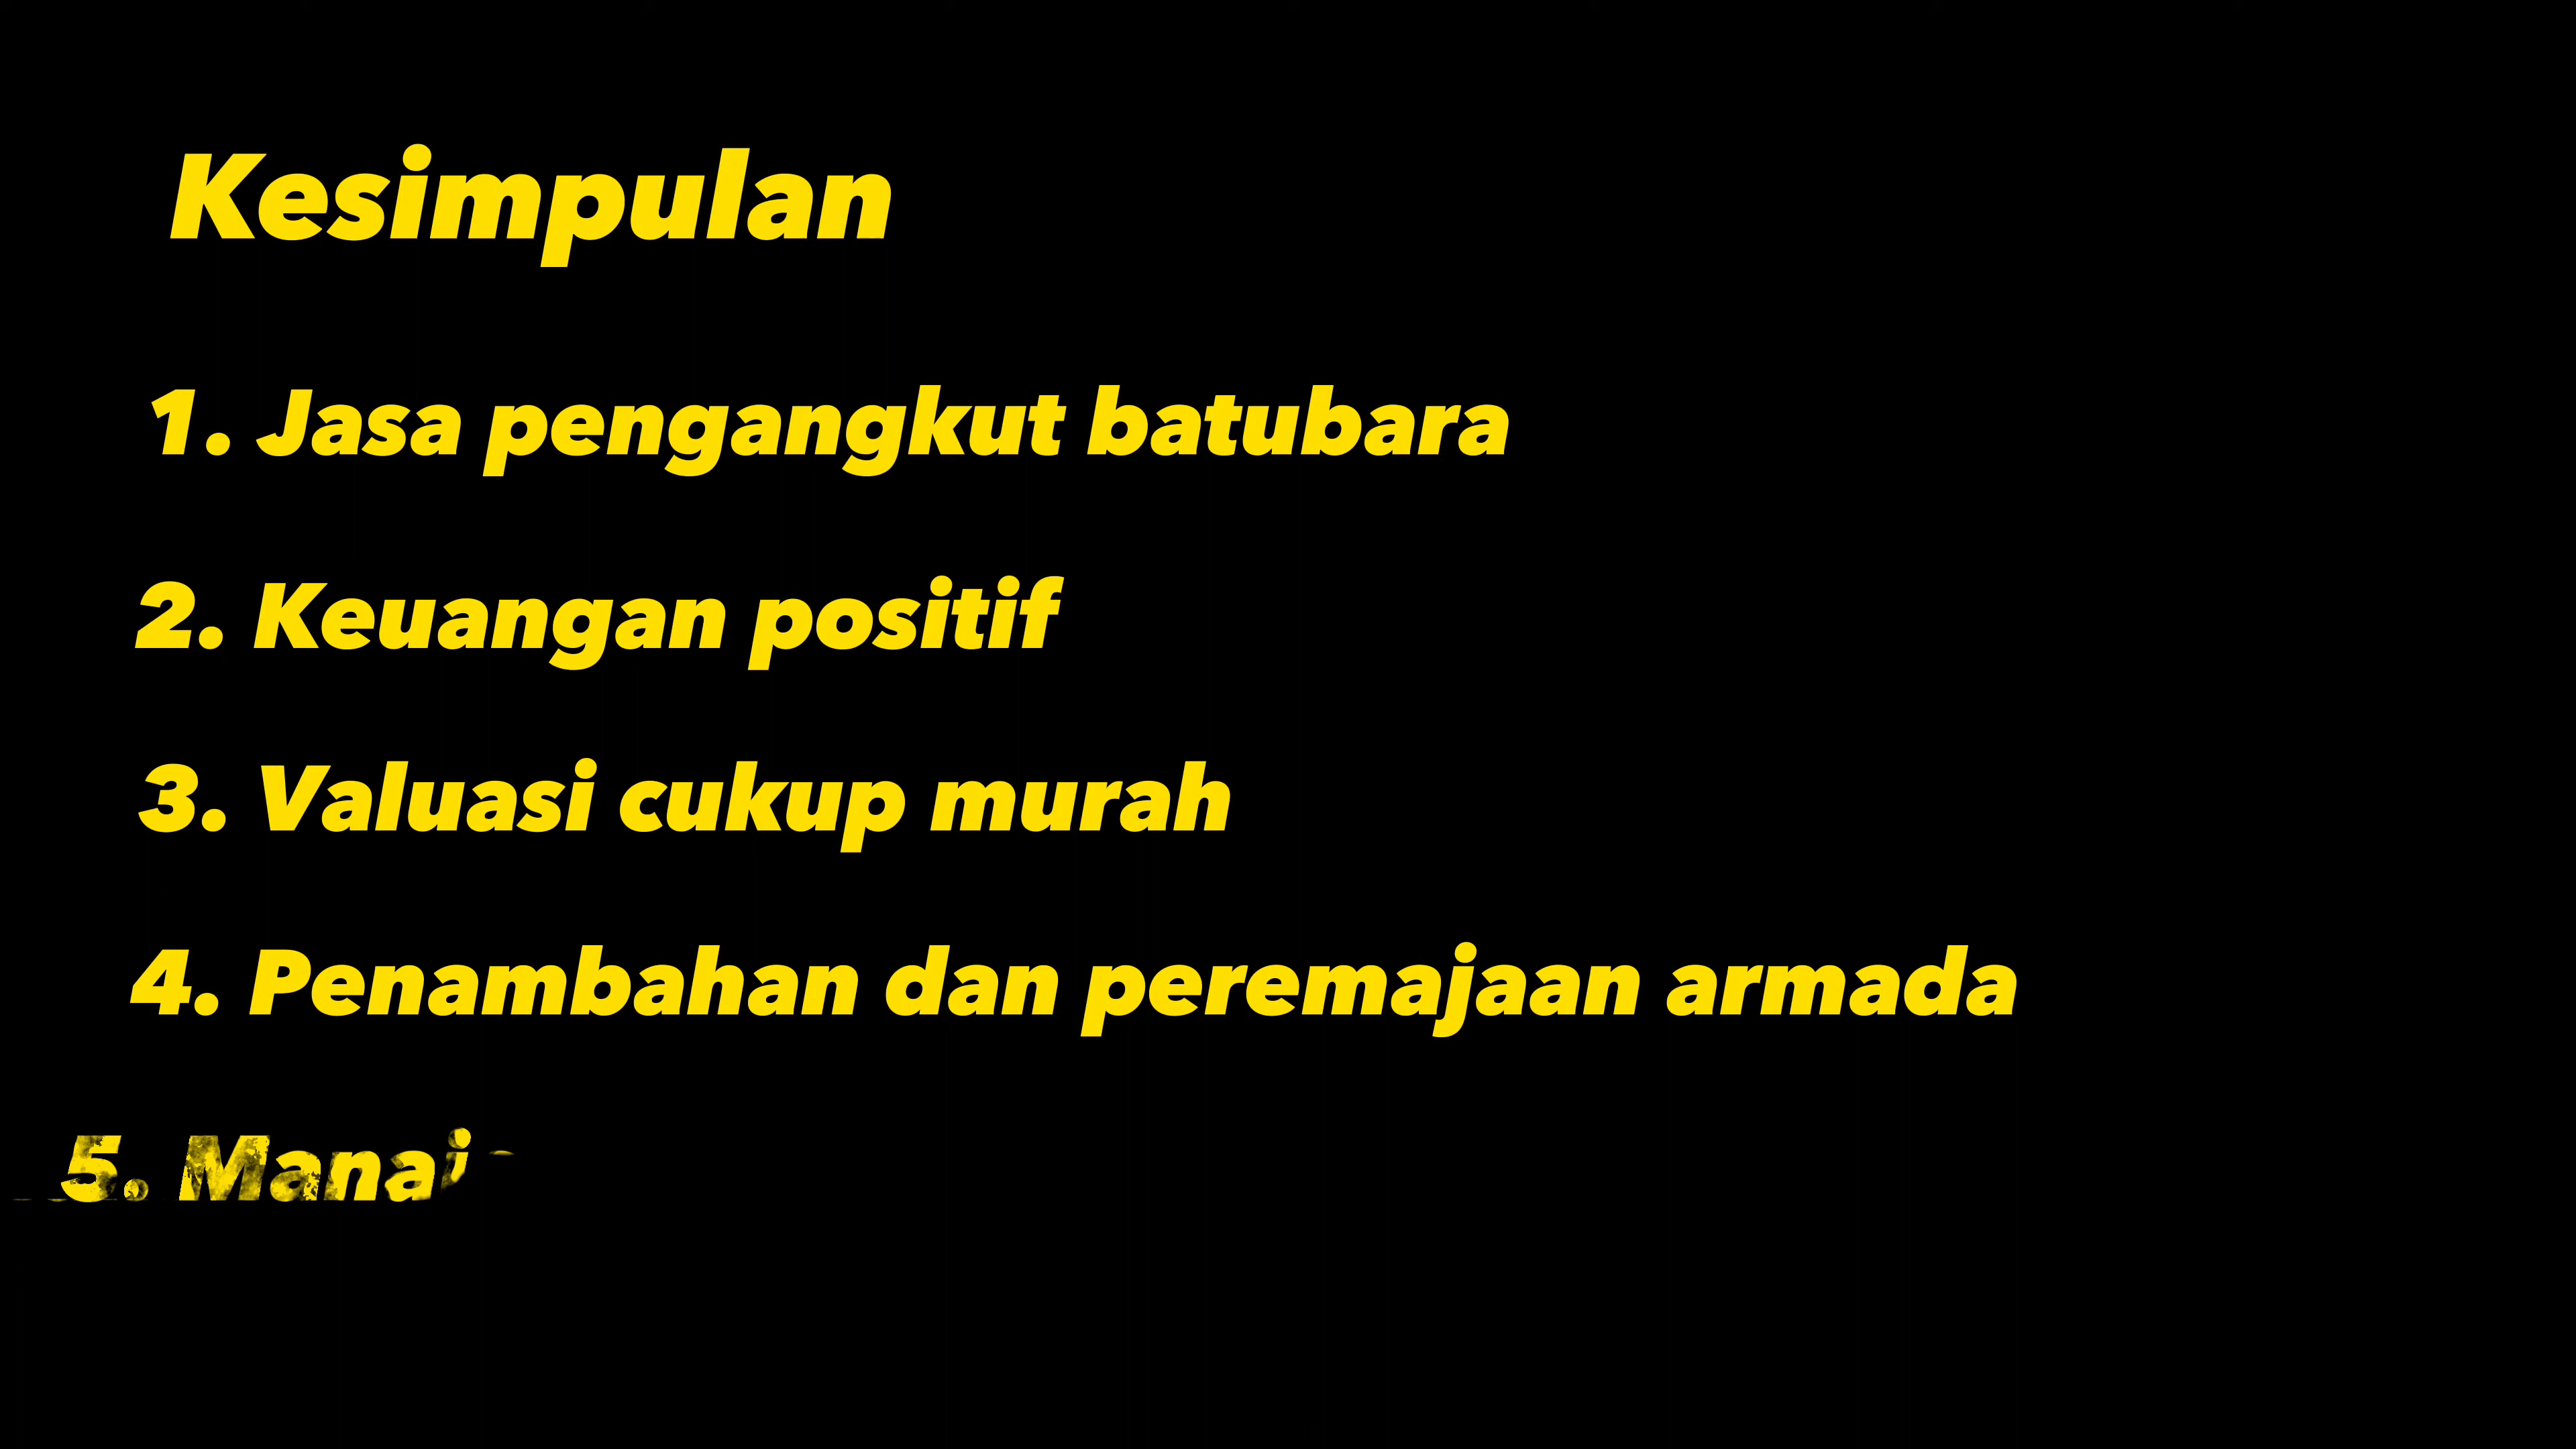 Kesimpulan
1. Jasa pengangkut batubara
2. Keuangan positif
3. Valuasi cukup murah
4. Penambahan dan peremajaan armada
5.